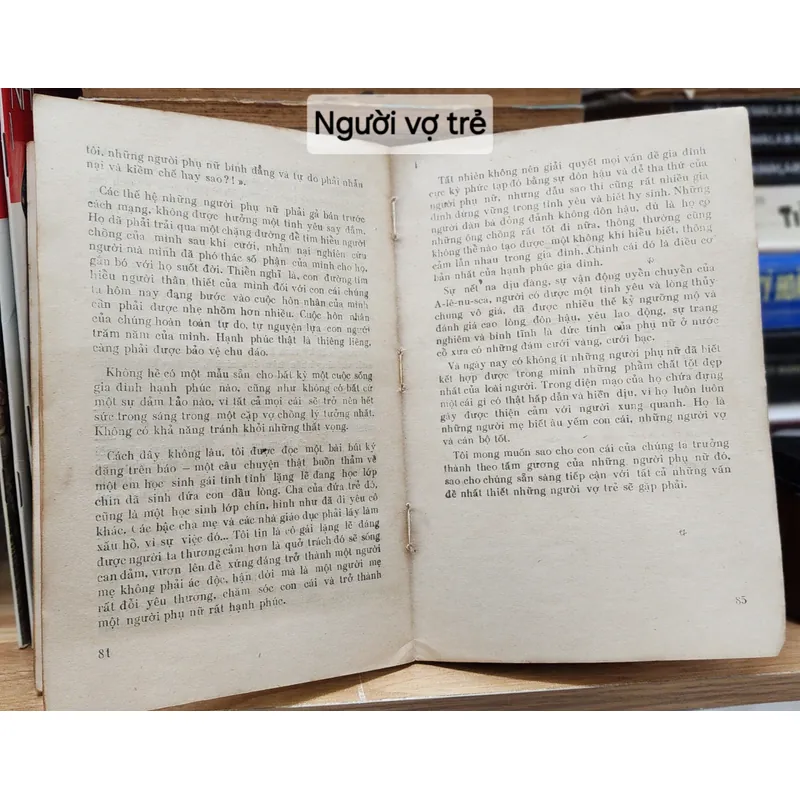 Người vợ trẻ
tôi, những người phụ nữ bình đẳng và tự do phải nhẫn
nại và kiềm chế hay sao?! ».
Các thế hệ những người phụ nữ phải gả bán trước
cách mạng, không được hưởng một tình yêu say đắm.
Họ đã phải trải qua một chặng đường để tìm hiểu người
chồng của mình sau khi cưới, nhẫn nại nghiên cứu
người mà mình đã phó thác số phận của mình cho họ,
gắn bó với họ suốt đời. Thiển nghĩ là, con đường tìm
hiểu người thân thiết của mình đối với con cái chúng
ta hôm nay đang bước vào cuộc hôn nhân của mình
cần phải được nhẹ nhõm hơn nhiều. Cuộc hôn nhân
của chúng hoàn toàn tự do, tự nguyện lựa con người
trăm năm của mình. Hạnh phúc thật là thiêng liêng,
càng phải được bảo vệ chu đáo.
Không hề có một mẫu sẵn cho bất kỳ một cuộc sống
gia đình hạnh phúc nào, cũng như không có bất cứ
một sự đảm bảo nào, vì tất cả mọi cái sẽ trở nên hết
sức trong sáng trong một cặp vợ chồng lý tưởng nhất.
Không có khả năng tránh khỏi những thất vọng.
Cách đây không lâu, tôi được đọc một bài bất kỳ
đăng trên báo — một câu chuyện thật buồn thảm về
một em học sinh gái tính tình lặng lẽ đang học lớp
chín đã sinh đứa con đầu lòng. Cha của đứa trẻ đó,
cũng là một học sinh lớp chín, hình như đã đi yêu cô
khác. Các bậc cha mẹ và các nhà giáo dục phải lấy làm
xấu hổ, vì sự việc đó... Tôi tin là cô gái lặng lẽ đáng
được người ta thương cảm hơn là quở trách đó sẽ sống
can đảm, vươn lên để xứng đáng trở thành một người
mẹ không phải ác độc, hận đời mà là một người mẹ
rất đỗi yêu thương, chăm sóc con cái và trở thành
một người phụ nữ rất hạnh phúc.
84
Tất nhiên không nên giải quyết mọi vấn đề gia đình
cực kỳ phức tạp đó bằng sự đôn hậu và dễ tha thứ của
người phụ nữ, nhưng dẫu sao thì cũng rất nhiều gia
đình đứng vững trong tình yêu và biết hy sinh. Những
người đàn bà đỏng đảnh không đôn hậu, dù là họ có
những ông chồng rất tốt đi nữa, thông thường cũng
không thể nào tạo được một không khí hiểu biết, thông
cảm lẫn nhau trong gia đình. Chính cái đó là điều cơ
bản nhất của hạnh phúc gia đình.
Sự nết na dịu dàng, sự vận động uyển chuyển của
A-lê-nu-sca, người có được một tình yêu và lòng thủy
chung vô giá, đã được nhiều thế kỷ ngưỡng mộ và
đánh giá cao lòng đôn hậu, yêu lao động, sự trang
nghiêm và bình tĩnh là đức tính của phụ nữ ở nước
cổ xưa có những đám cưới vàng, cưới bạc.
Và ngày nay có không ít những người phụ nữ đã biết
kết hợp được trong mình những phẩm chất tốt đẹp
nhất của loài người. Trong diện mạo của họ chứa đựng
một cái gì có thật hấp dẫn và hiền dịu, vì họ luôn luôn
gây được thiện cảm với người xung quanh. Họ là
những người mẹ biết âu yếm con cái, những người vợ
và cán bộ tốt.
Tôi mong muốn sao cho con cái của chúng ta trưởng
thành theo tấm gương của những người phụ nữ đó,
sao cho chúng sẵn sàng tiếp cận với tất cả những vấn
đề nhất thiết những người vợ trẻ sẽ gặp phải.
85